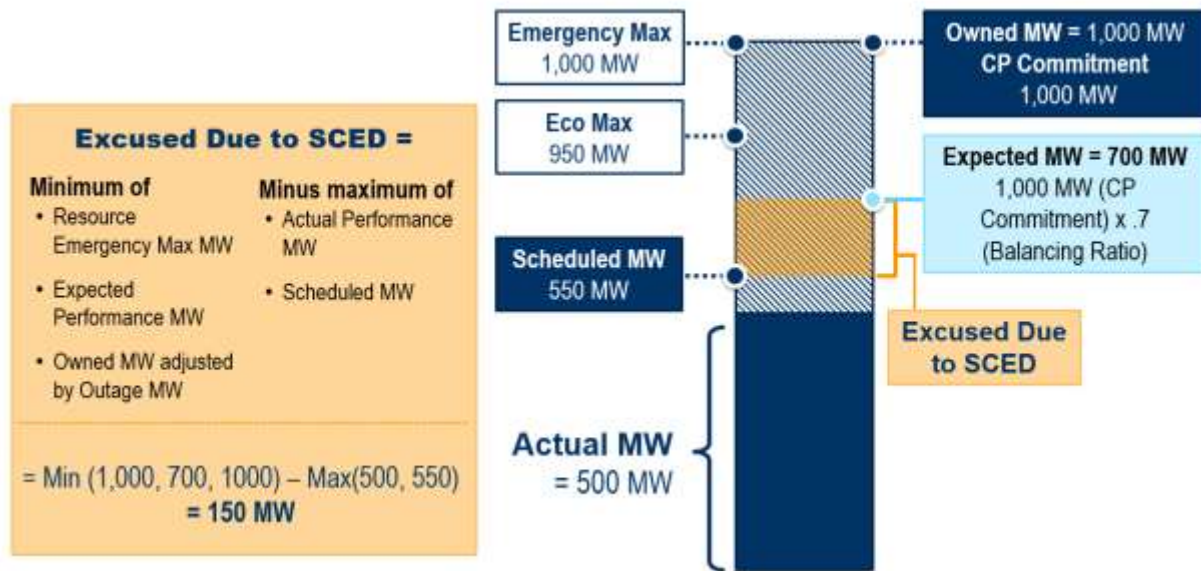 Excused Due to SCED =
Minimum of
• Resource
Emergency Max MW
• Expected
Performance MW
• Owned MW adjusted
by Outage MW
Minus maximum of
• Actual Performance
MW
• Scheduled MW
= Min (1,000, 700, 1000) – Max(500, 550)
= 150 MW
Emergency Max
1,000 MW
Eco Max
950 MW
Scheduled MW
550 MW
Actual MW
= 500 MW
Owned MW = 1,000 MW
CP Commitment
1,000 MW
Expected MW = 700 MW
1,000 MW (CP
Commitment) x .7
(Balancing Ratio)
Excused Due
to SCED